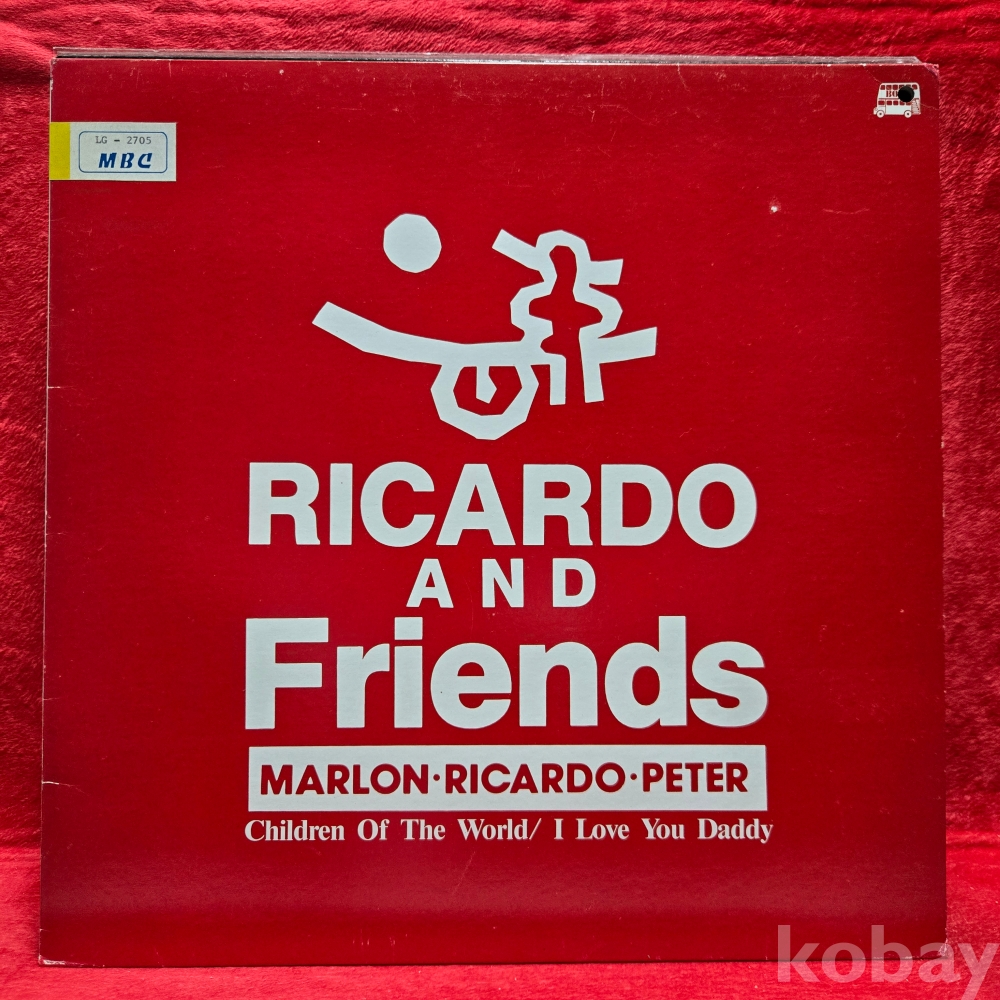 LG - 2705
MBC
RICARDO
AND
Friends
MARLON·RICARDO·PETER
Children Of The World/ I Love You Daddy
kobay